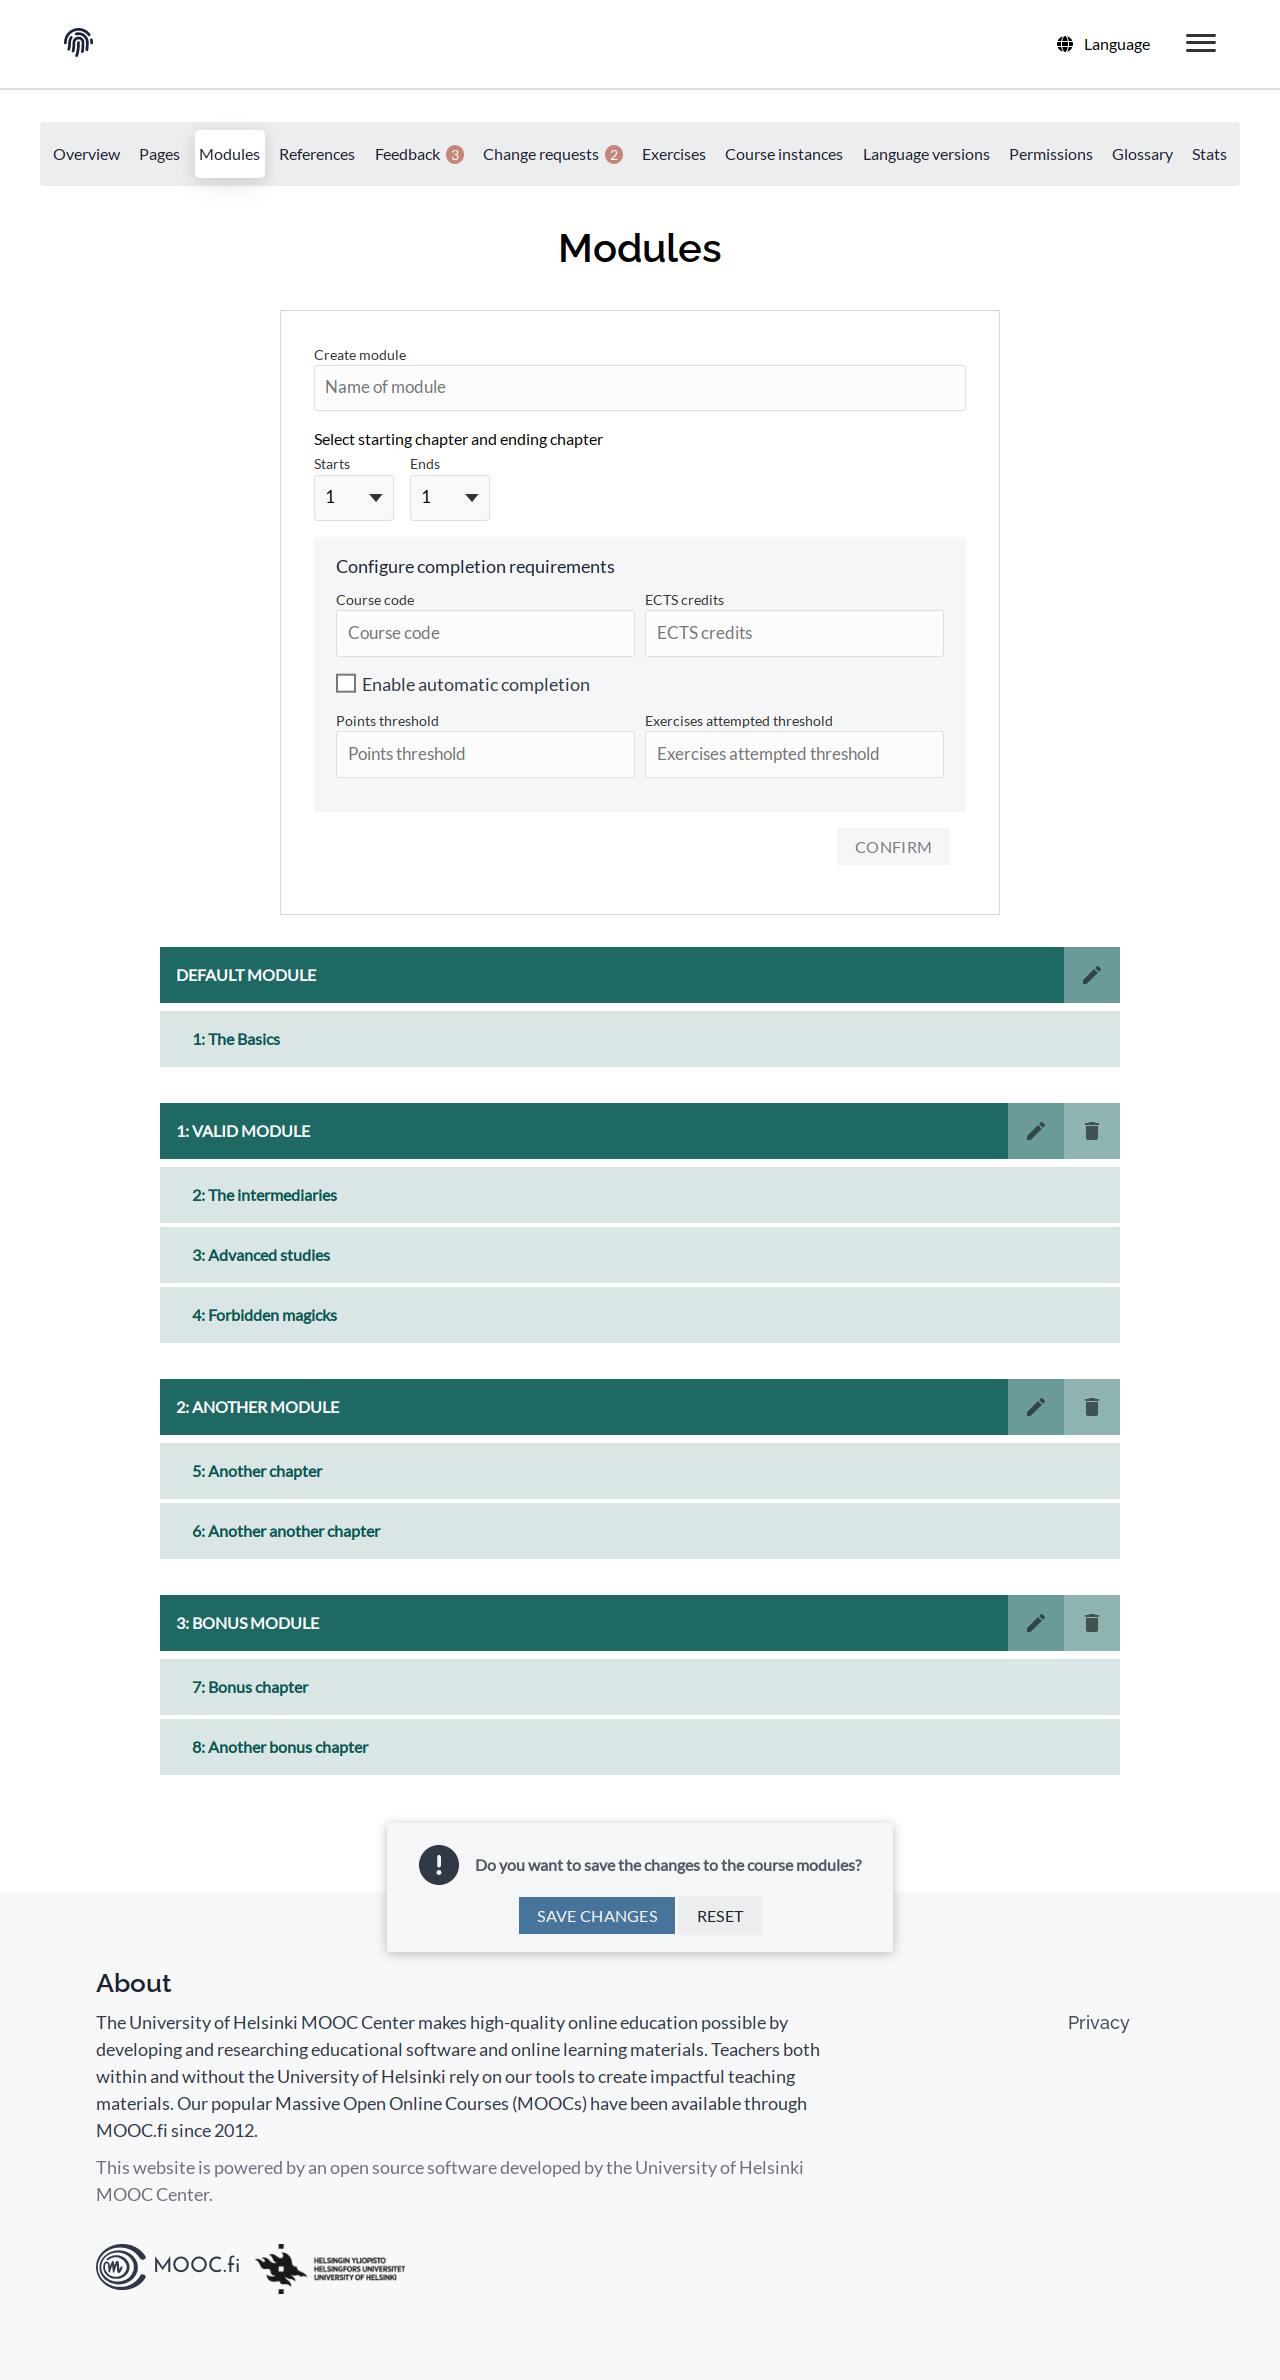 Language
Overview Pages Modules References Feedback 3 Change requests 2 Exercises Course instances Language versions Permissions Glossary Stats
Modules
Create module
Name of module
Select starting chapter and ending chapter
Starts Ends
1 1
Configure completion requirements
Course code ECTS credits
Course code ECTS credits
Enable automatic completion
Points threshold Exercises attempted threshold
Points threshold Exercises attempted threshold
CONFIRM
DEFAULT MODULE
1: The Basics
1: VALID MODULE
2: The intermediaries
3: Advanced studies
4: Forbidden magicks
2: ANOTHER MODULE
5: Another chapter
6: Another another chapter
3: BONUS MODULE
7: Bonus chapter
8: Another bonus chapter
Do you want to save the changes to the course modules?
SAVE CHANGES RESET
About
The University of Helsinki MOOC Center makes high-quality online education possible by
developing and researching educational software and online learning materials. Teachers both
within and without the University of Helsinki rely on our tools to create impactful teaching
materials. Our popular Massive Open Online Courses (MOOCs) have been available through
MOOC.fi since 2012.
Privacy
This website is powered by an open source software developed by the University of Helsinki
MOOC Center.
MOOC.fi
HELSINGIN YLIOPISTO
HELSINGFORS UNIVERSITET
UNIVERSITY OF HELSINKI